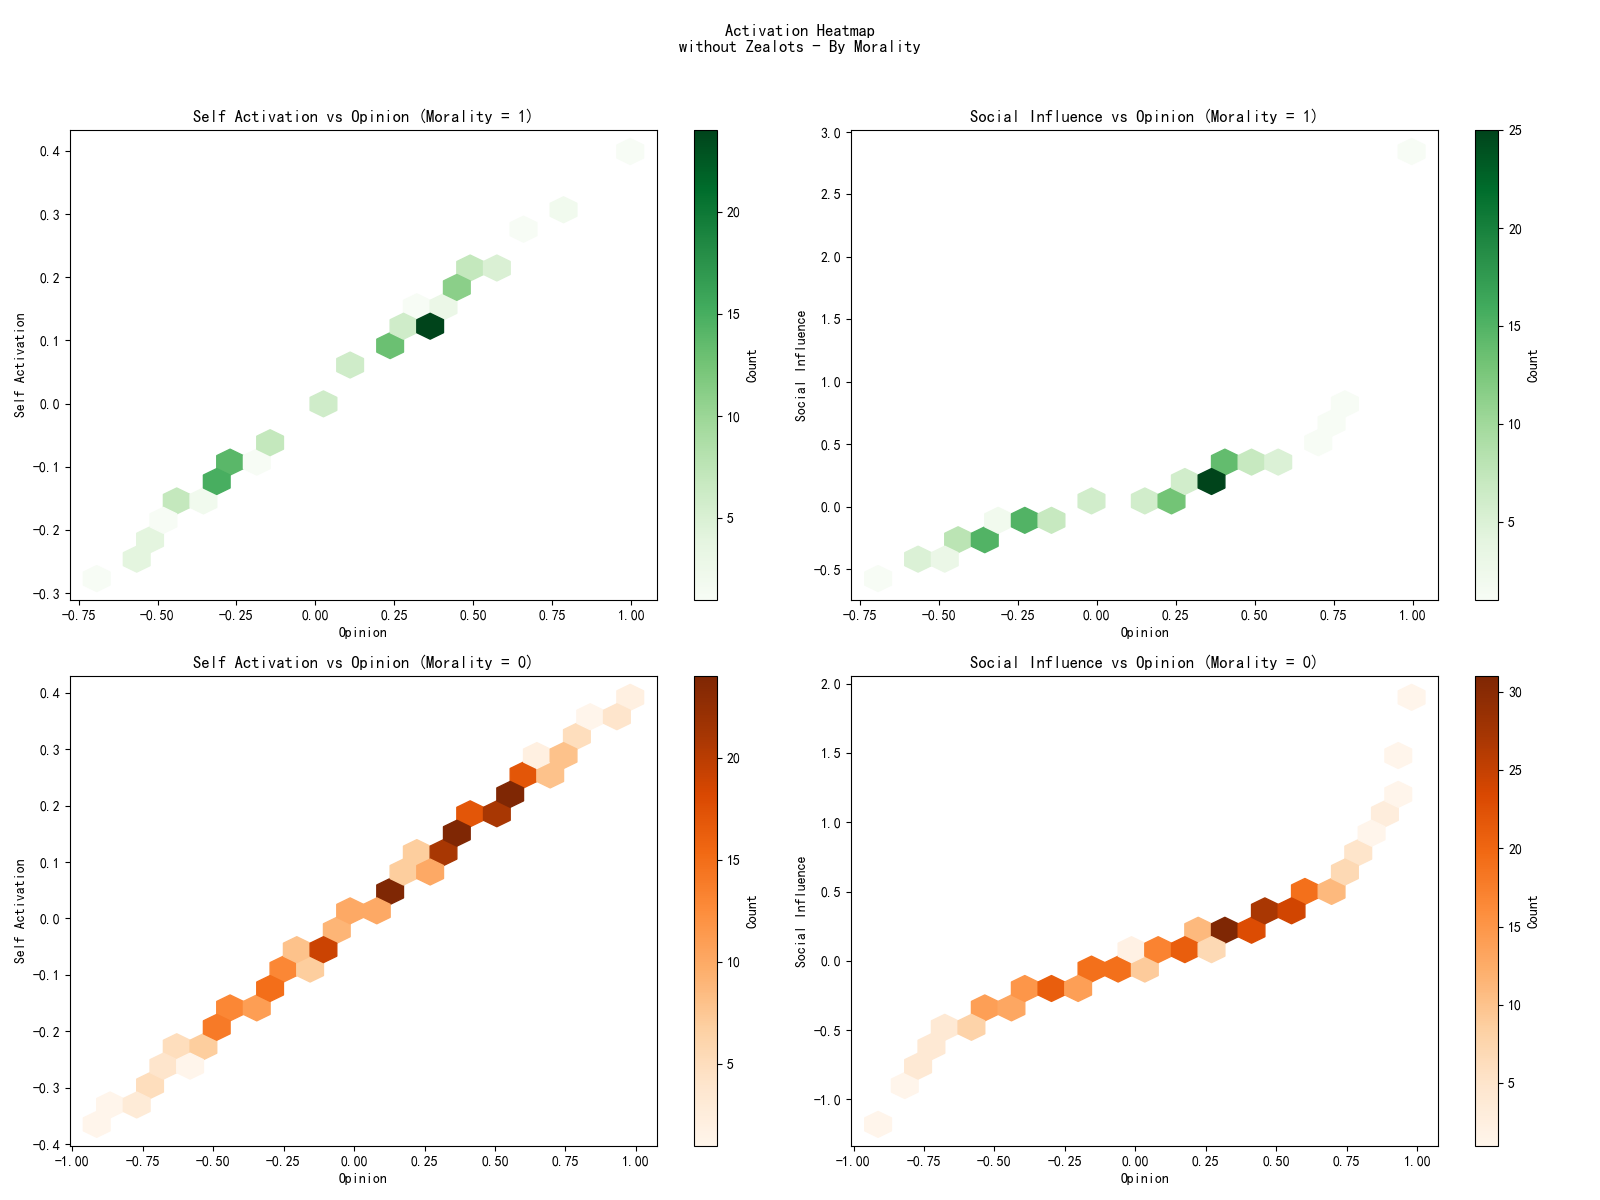 Activation Heatmap
without Zealots - By Morality
Self Activation vs Opinion (Morality = 1)
0.4
0.3
0.2
0.1
0.0
-0.1
-0.2
-0.3
Self Activation
-0.75 -0.50 -0.25 0.00 0.25 0.50 0.75 1.00
Opinion
20
15
10
5
Count
Social Influence vs Opinion (Morality = 1)
3.0
2.5
2.0
1.5
1.0
0.5
0.0
-0.5
Social Influence
-0.75 -0.50 -0.25 0.00 0.25 0.50 0.75 1.00
Opinion
25
20
15
10
5
Count
Self Activation vs Opinion (Morality = 0)
0.4
0.3
0.2
0.1
0.0
-0.1
-0.2
-0.3
-0.4
Self Activation
-1.00 -0.75 -0.50 -0.25 0.00 0.25 0.50 0.75 1.00
Opinion
20
15
10
5
Count
Social Influence vs Opinion (Morality = 0)
2.0
1.5
1.0
0.5
0.0
-0.5
-1.0
Social Influence
-1.00 -0.75 -0.50 -0.25 0.00 0.25 0.50 0.75 1.00
Opinion
30
25
20
15
10
5
Count